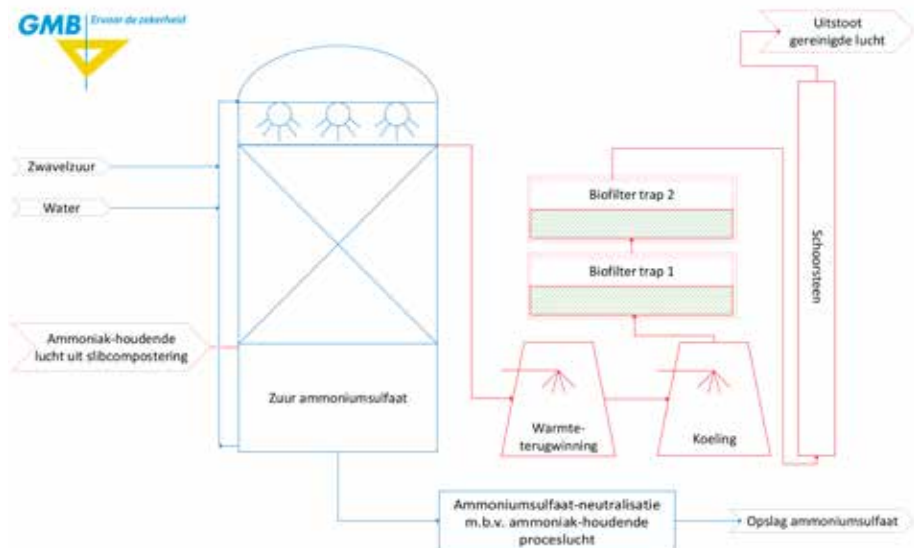 GMB
Ervaar de zekerheid
Uitstoot
gereinigde lucht
Zwavelzuur
Water
Biofilter trap 2
Biofilter trap 1
Schoorsteen
Ammoniak-houdende
lucht uit slibcompostering
Zuur ammoniumsulfaat
Warmte-
terugwinning
Koeling
Ammoniumsulfaat-neutralisatie
m.b.v. ammoniak-houdende
proceslucht
Opslag ammoniumsulfaat